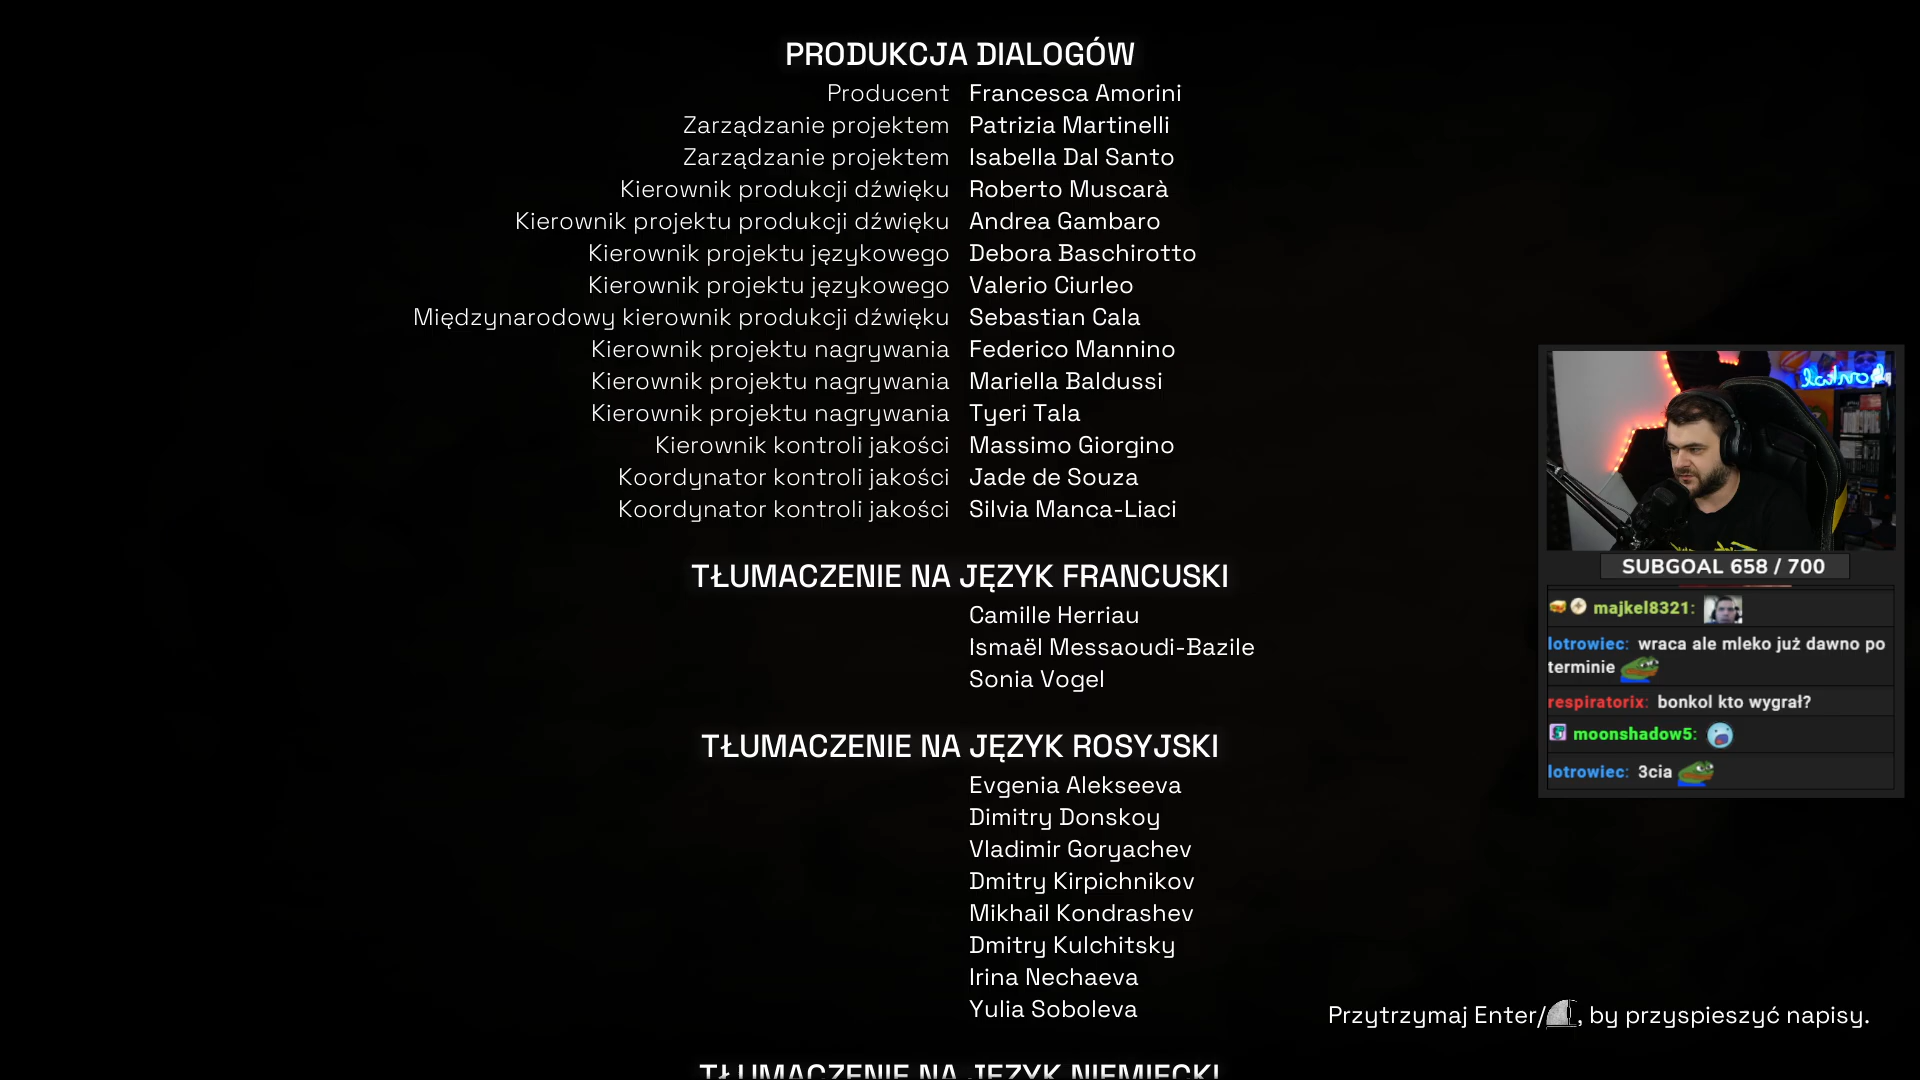 PRODUKCJA DIALOGÓW
Producent Francesca Amorini
Zarządzanie projektem Patrizia Martinelli
Zarządzanie projektem Isabella Dal Santo
Kierownik produkcji dźwięku Roberto Muscarà
Kierownik projektu produkcji dźwięku Andrea Gambaro
Kierownik projektu językowego Debora Baschirotto
Kierownik projektu językowego Valerio Ciurleo
Międzynarodowy kierownik produkcji dźwięku Sebastian Cala
Kierownik projektu nagrywania Federico Mannino
Kierownik projektu nagrywania Mariella Baldussi
Kierownik projektu nagrywania Tyeri Tala
Kierownik kontroli jakości Massimo Giorgino
Koordynator kontroli jakości Jade de Souza
Koordynator kontroli jakości Silvia Manca-Liaci
TŁUMACZENIE NA JĘZYK FRANCUSKI
Camille Herriau
Ismaël Messaoudi-Bazile
Sonia Vogel
TŁUMACZENIE NA JĘZYK ROSYJSKI
Evgenia Alekseeva
Dimitry Donskoy
Vladimir Goryachev
Dmitry Kirpichnikov
Mikhail Kondrashev
Dmitry Kulchitsky
Irina Nechaeva
Yulia Soboleva
TŁUMACZENIE NA JĘZYK NIEMIECKI
Przytrzymaj Enter/, by przyspieszyć napisy.
SUBGOAL 658 / 700
majkel8321:
lotrowiec: wraca ale mleko już dawno po
terminie
respiratorix: bonkol kto wygrał?
moonshadow5:
lotrowiec: 3cia